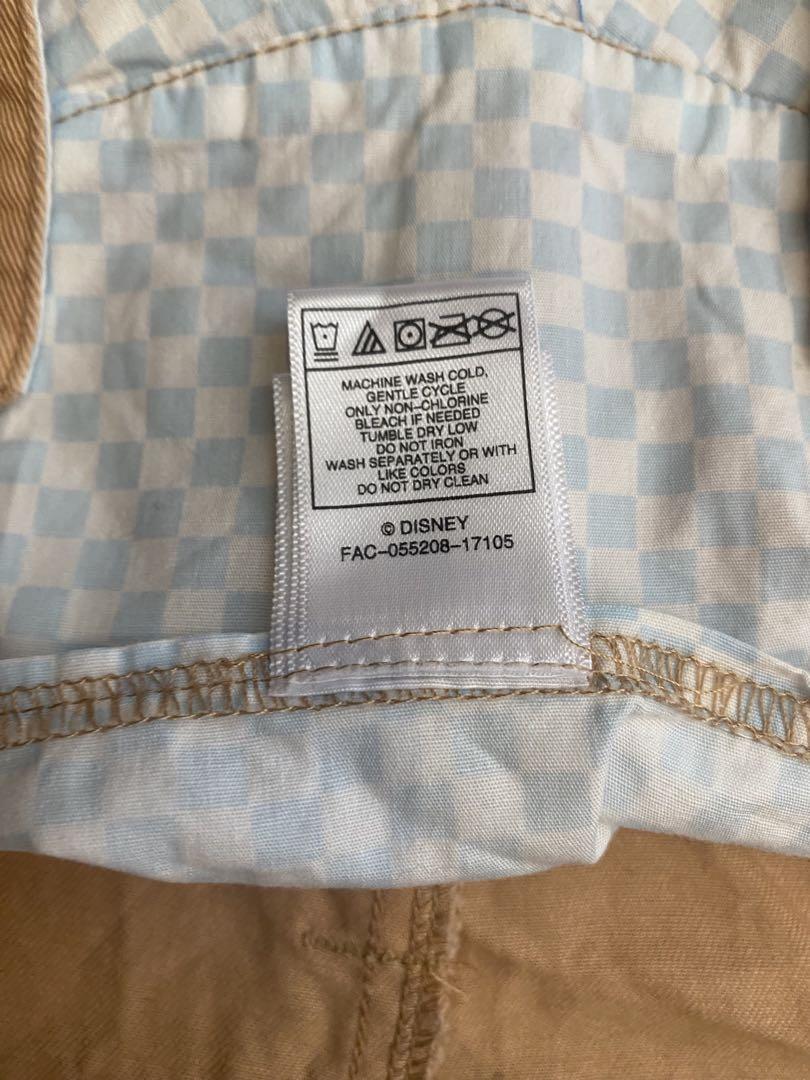 MACHINE WASH COLD,
GENTLE CYCLE
ONLY NON-CHLORINE
BLEACH IF NEEDED
TUMBLE DRY LOW
DO NOT IRON
WASH SEPARATELY OR WITH
LIKE COLORS
DO NOT DRY CLEAN
© DISNEY
FAC-055208-17105